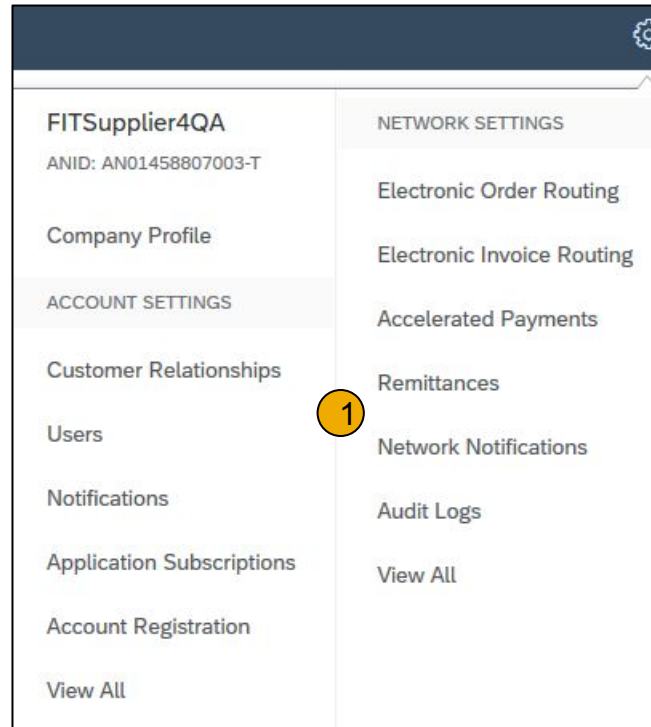 FITSupplier4QA
ANID: AN01458807003-T
Company Profile
ACCOUNT SETTINGS
Customer Relationships
Users
Notifications
Application Subscriptions
Account Registration
View All
1
NETWORK SETTINGS
Electronic Order Routing
Electronic Invoice Routing
Accelerated Payments
Remittances
Network Notifications
Audit Logs
View All